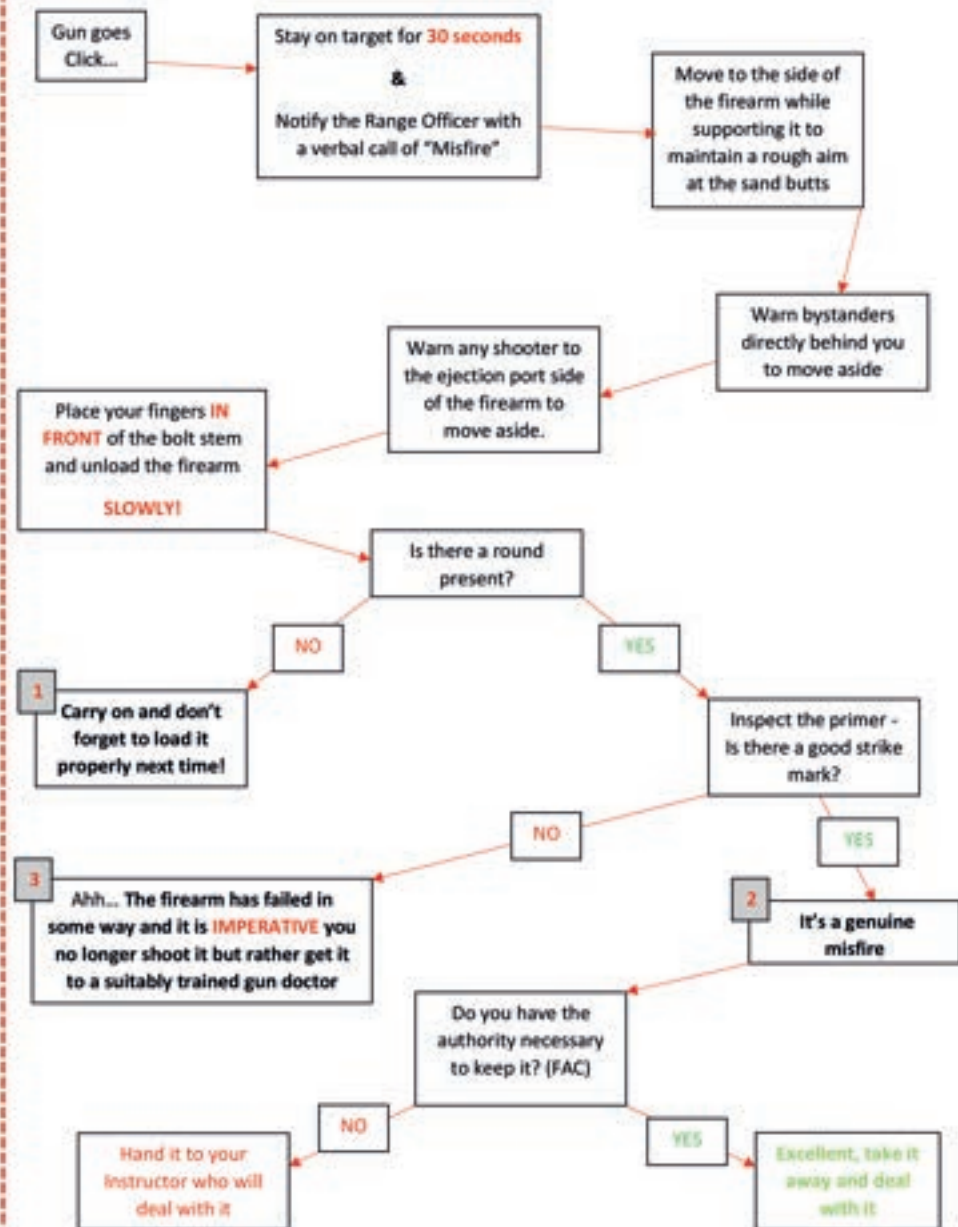 Gun goes
Click...
Stay on target for 30 seconds
&
Notify the Range Officer with
a verbal call of "Misfire"
Move to the side of
the firearm while
supporting it to
maintain a rough aim
at the sand butts
Warn bystanders
directly behind you
to move aside
Warn any shooter to
the ejection port side
of the firearm to
move aside.
Place your fingers IN
FRONT of the bolt stem
and unload the firearm
SLOWLY!
Is there a round
present?
NO
YES
1
Carry on and don't
forget to load it
properly next time!
Inspect the primer -
Is there a good strike
mark?
NO
YES
3
Ahh... The firearm has failed in
some way and it is IMPERATIVE you
no longer shoot it but rather get it
to a suitably trained gun doctor
2
It's a genuine
misfire
Do you have the
authority necessary
to keep it? (FAC)
NO
YES
Hand it to your
Instructor who will
deal with it
Excellent, take it
away and deal
with it